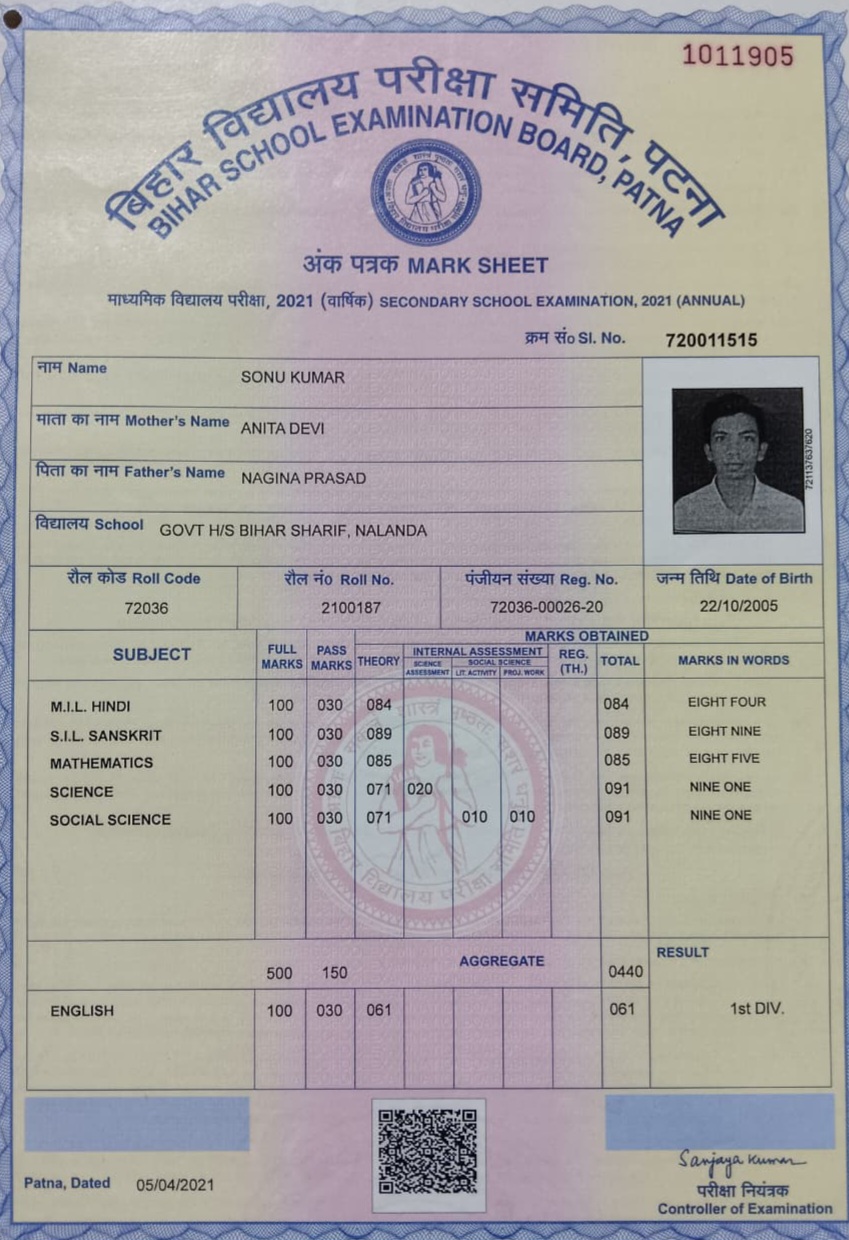 1011905
बिहार विद्यालय परीक्षा समिति, पटना
BIHAR SCHOOL EXAMINATION BOARD, PATNA
अंक पत्रक MARK SHEET
माध्यमिक विद्यालय परीक्षा, 2021 (वार्षिक) SECONDARY SCHOOL EXAMINATION, 2021 (ANNUAL)
क्रम सं० Sl. No. 720011515
नाम Name SONU KUMAR
माता का नाम Mother's Name ANITA DEVI
पिता का नाम Father's Name NAGINA PRASAD
विद्यालय School GOVT H/S BIHAR SHARIF, NALANDA
721137637620
रौल कोड Roll Code रौल नं० Roll No. पंजीयन संख्या Reg. No. जन्म तिथि Date of Birth
72036 2100187 72036-00026-20 22/10/2005
SUBJECT FULL MARKS PASS MARKS MARKS OBTAINED
THEORY INTERNAL ASSESSMENT REG. (TH.) TOTAL MARKS IN WORDS
SCIENCE ASSESSMENT SOCIAL SCIENCE
LIT. ACTIVITY PROJ. WORK
M.I.L. HINDI 100 030 084 084 EIGHT FOUR
S.I.L. SANSKRIT 100 030 089 089 EIGHT NINE
MATHEMATICS 100 030 085 085 EIGHT FIVE
SCIENCE 100 030 071 020 091 NINE ONE
SOCIAL SCIENCE 100 030 071 010 010 091 NINE ONE
बिहार विद्यालय परीक्षा समिति
500 150 AGGREGATE 0440 RESULT
ENGLISH 100 030 061 061 1st DIV.
Patna, Dated 05/04/2021
Sanjaya Kumar
परीक्षा नियंत्रक
Controller of Examination